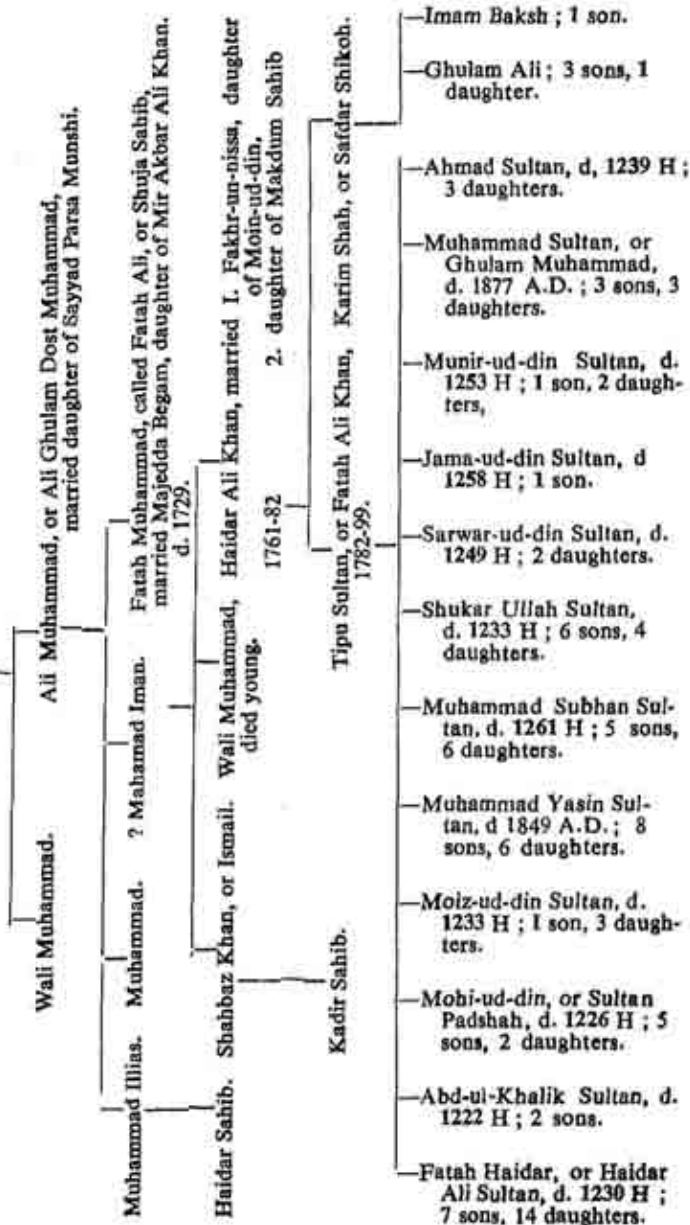 Wali Muhammad.
Ali Muhammad, or Ali Ghulam Dost Muhammad,
married daughter of Sayyad Parsa Munshi.
Muhammad Illias.
Muhammad.
? Mahamad Iman.
Fatah Muhammad, called Fatah Ali, or Shuja Sahib,
married Majedda Begam, daughter of Mir Akbar Ali Khan.
d. 1729.
Haidar Sahib.
Shahbaz Khan, or Ismail.
Wali Muhammad,
died young.
Haidar Ali Khan, married I. Fakhr-un-nissa, daughter
of Moin-ud-din,
1761-82
2. daughter of Makdum Sahib
Kadir Sahib.
Tipu Sultan, or Fatah Ali Khan,
1782-99.
Karim Shah, or Safdar Shikoh.
Imam Baksh ; 1 son.
Ghulam Ali ; 3 sons, 1
daughter.
Ahmad Sultan, d, 1239 H ;
3 daughters.
Muhammad Sultan, or
Ghulam Muhammad,
d. 1877 A.D. ; 3 sons, 3
daughters.
Munir-ud-din Sultan, d.
1253 H ; 1 son, 2 daugh-
ters,
Jama-ud-din Sultan, d
1258 H ; 1 son.
Sarwar-ud-din Sultan, d.
1249 H ; 2 daughters.
Shukar Ullah Sultan,
d. 1233 H ; 6 sons, 4
daughters.
Muhammad Subhan Sul-
tan, d. 1261 H ; 5 sons,
6 daughters.
Muhammad Yasin Sul-
tan, d 1849 A.D. ; 8
sons, 6 daughters.
Moiz-ud-din Sultan, d.
1233 H ; I son, 3 daugh-
ters.
Mohi-ud-din, or Sultan
Padshah, d. 1226 H ; 5
sons, 2 daughters.
Abd-ul-Khalik Sultan, d.
1222 H ; 2 sons.
Fatah Haidar, or Haidar
Ali Sultan, d. 1230 H ;
7 sons, 14 daughters.